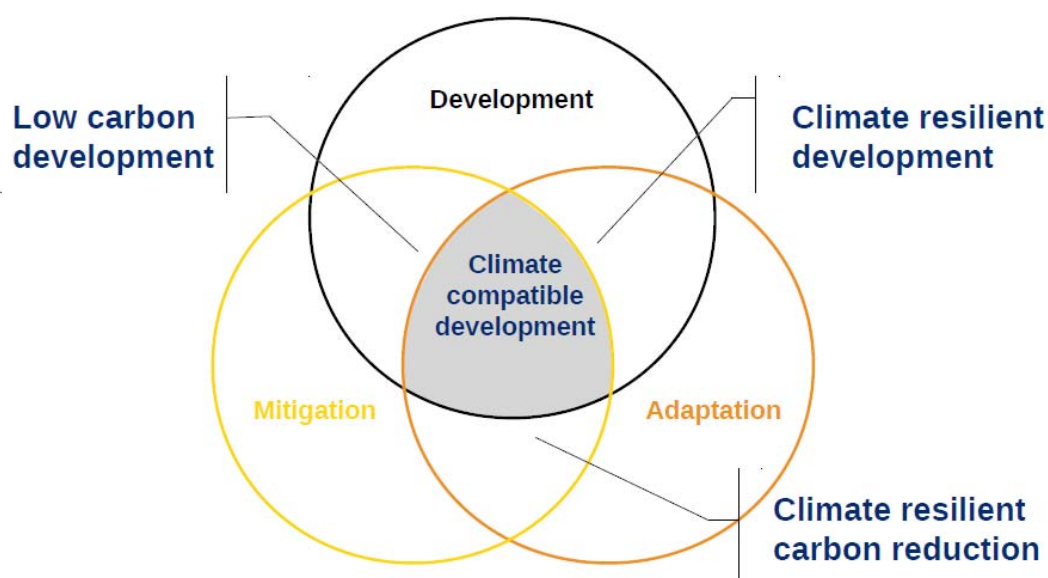 Development
Low carbon
development
Climate resilient
development
Climate
compatible
development
Mitigation
Adaptation
Climate resilient
carbon reduction